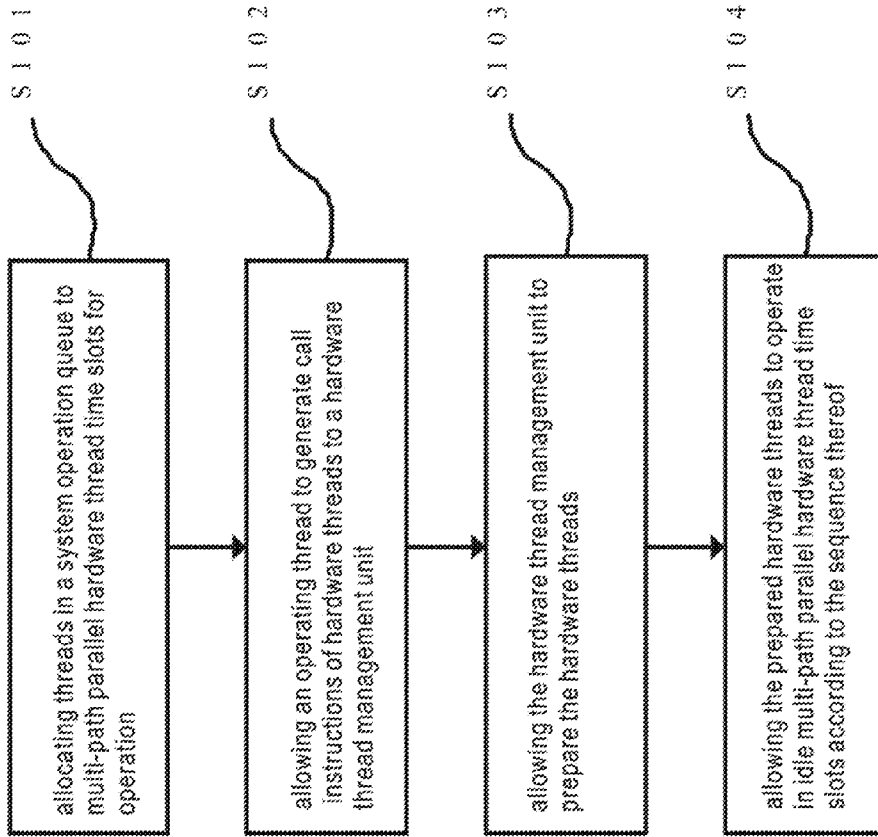 S101
allocating threads in a system operation queue to
multi-path parallel hardware thread time slots for
operation
S102
allowing an operating thread to generate call
instructions of hardware threads to a hardware
thread management unit
S103
allowing the hardware thread management unit to
prepare the hardware threads
S104
allowing the prepared hardware threads to operate
in idle multi-path parallel hardware thread time
slots according to the sequence thereof